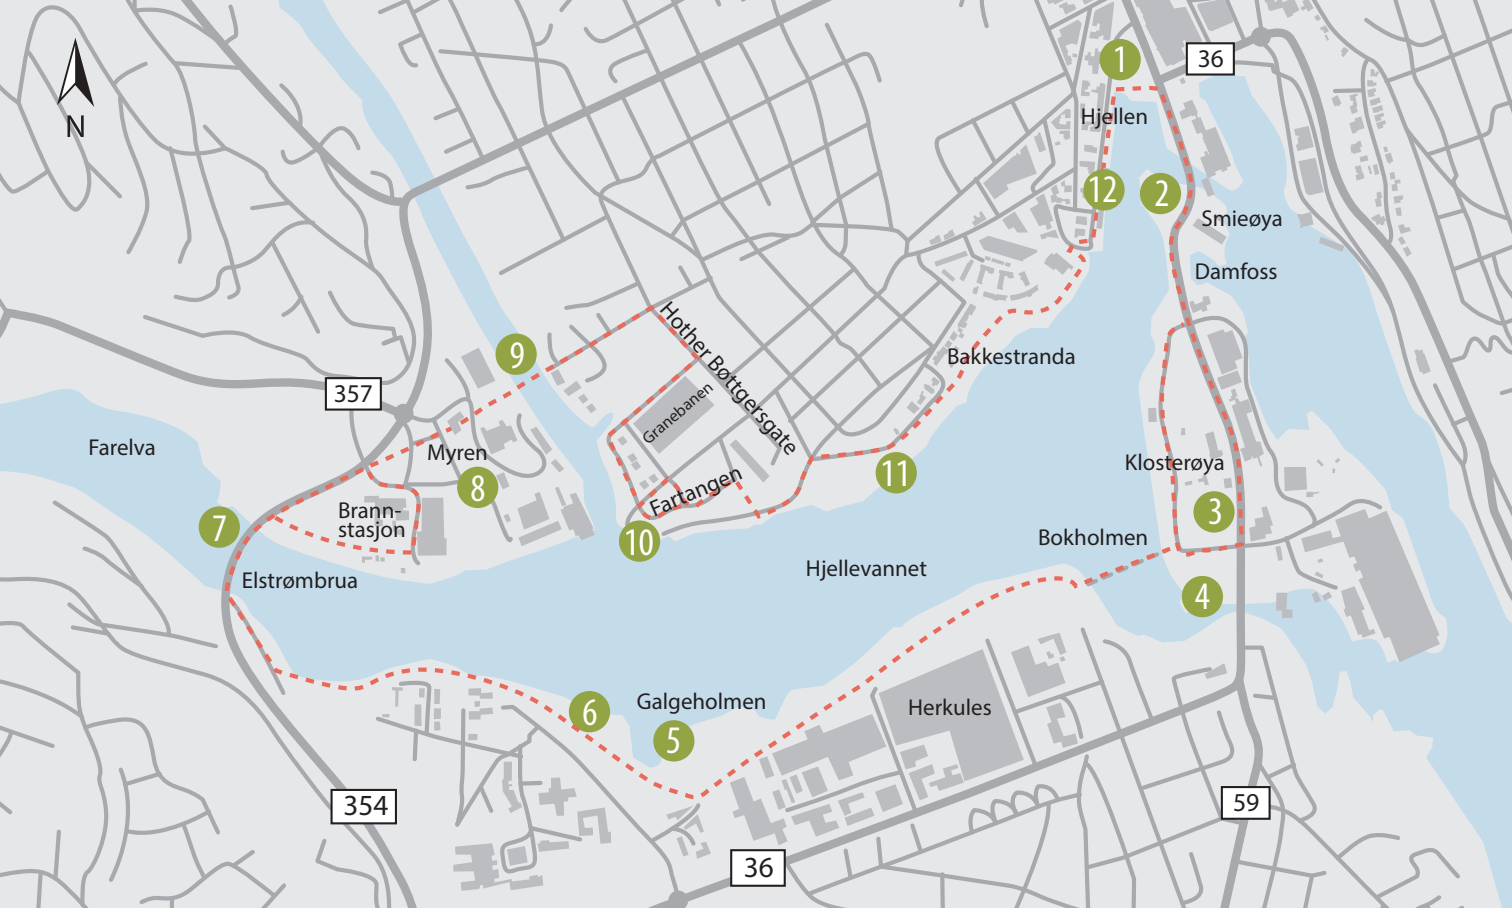 1
36
N
Hjellen
12
2
Smieøya
Damfoss
Hother Bøttgersgate
9
Bakkestranda
357
Granebanen
Farelva
Myren
Klosterøya
11
8
Fartangen
Brann-
stasjon
3
7
10
Bokholmen
Hjellevannet
Elstrømbrua
4
Galgeholmen
6
Herkules
5
354
59
36